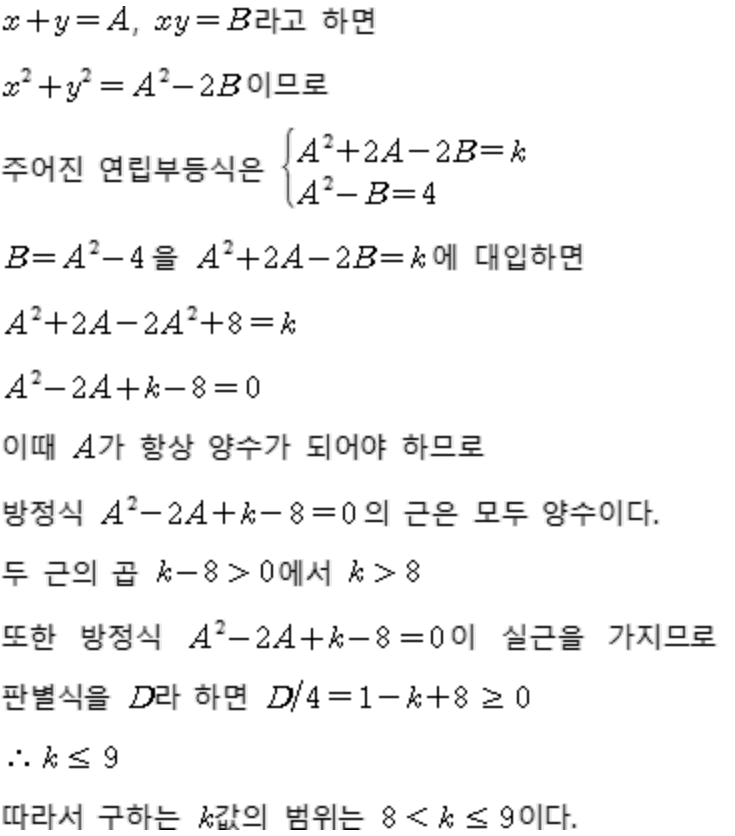 x+y=A, xy=B라고 하면
x²+y²=A²-2B이므로
주어진 연립부등식은 { A²+2A-2B=k
A²-B=4
B=A²-4을 A²+2A-2B=k에 대입하면
A²+2A-2A²+8=k
A²-2A+k-8=0
이때 A가 항상 양수가 되어야 하므로
방정식 A²-2A+k-8=0의 근은 모두 양수이다.
두 근의 곱 k-8>0에서 k>8
또한 방정식 A²-2A+k-8=0이 실근을 가지므로
판별식을 D라 하면 D/4=1-k+8≥0
∴ k≤9
따라서 구하는 k값의 범위는 8<k≤9이다.